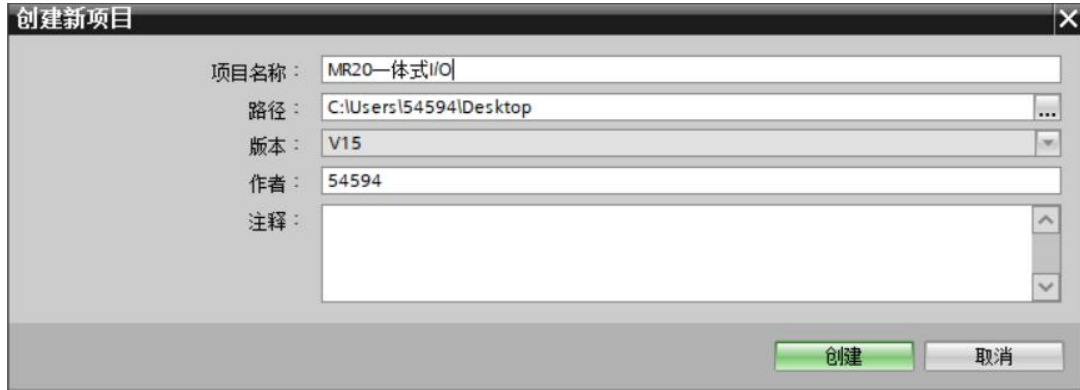 创建新项目
项目名称： MR20一体式I/O
路径： C:\Users\54594\Desktop ...
版本： V15
作者： 54594
注释：
创建 取消